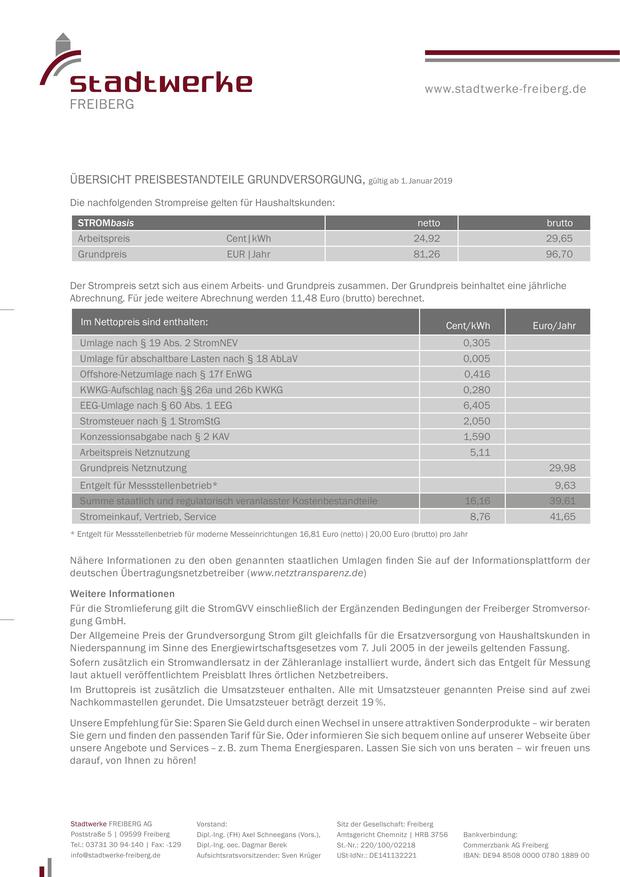 stadtwerke
FREIBERG
www.stadtwerke-freiberg.de
ÜBERSICHT PREISBESTANDTEILE GRUNDVERSORGUNG, gültig ab 1. Januar 2019
Die nachfolgenden Strompreise gelten für Haushaltskunden:
STROMbasis netto brutto
Arbeitspreis Cent|kWh 24,92 29,65
Grundpreis EUR|Jahr 81,26 96,70
Der Strompreis setzt sich aus einem Arbeits- und Grundpreis zusammen. Der Grundpreis beinhaltet eine jährliche
Abrechnung. Für jede weitere Abrechnung werden 11,48 Euro (brutto) berechnet.
Im Nettopreis sind enthalten: Cent/kWh Euro/Jahr
Umlage nach § 19 Abs. 2 StromNEV 0,305
Umlage für abschaltbare Lasten nach § 18 AbLaV 0,005
Offshore-Netzumlage nach § 17f EnWG 0,416
KWKG-Aufschlag nach §§ 26a und 26b KWKG 0,280
EEG-Umlage nach § 60 Abs. 1 EEG 6,405
Stromsteuer nach § 1 StromStG 2,050
Konzessionsabgabe nach § 2 KAV 1,590
Arbeitspreis Netznutzung 5,11
Grundpreis Netznutzung 29,98
Entgelt für Messstellenbetrieb* 9,63
Summe staatlich und regulatorisch veranlasster Kostenbestandteile 16,16 39,61
Stromeinkauf, Vertrieb, Service 8,76 41,65
* Entgelt für Messstellenbetrieb für moderne Messeinrichtungen 16,81 Euro (netto) | 20,00 Euro (brutto) pro Jahr
Nähere Informationen zu den oben genannten staatlichen Umlagen finden Sie auf der Informationsplattform der
deutschen Übertragungsnetzbetreiber (www.netztransparenz.de)
Weitere Informationen
Für die Stromlieferung gilt die StromGVV einschließlich der Ergänzenden Bedingungen der Freiberger Stromversor-
gung GmbH.
Der Allgemeine Preis der Grundversorgung Strom gilt gleichfalls für die Ersatzversorgung von Haushaltskunden in
Niederspannung im Sinne des Energiewirtschaftsgesetzes vom 7. Juli 2005 in der jeweils geltenden Fassung.
Sofern zusätzlich ein Stromwandlersatz in der Zähleranlage installiert wurde, ändert sich das Entgelt für Messung
laut aktuell veröffentlichtem Preisblatt Ihres örtlichen Netzbetreibers.
Im Bruttopreis ist zusätzlich die Umsatzsteuer enthalten. Alle mit Umsatzsteuer genannten Preise sind auf zwei
Nachkommastellen gerundet. Die Umsatzsteuer beträgt derzeit 19 %.
Unsere Empfehlung für Sie: Sparen Sie Geld durch einen Wechsel in unsere attraktiven Sonderprodukte – wir beraten
Sie gern und finden den passenden Tarif für Sie. Oder informieren Sie sich bequem online auf unserer Webseite über
unsere Angebote und Services – z. B. zum Thema Energiesparen. Lassen Sie sich von uns beraten – wir freuen uns
darauf, von Ihnen zu hören!
Stadtwerke FREIBERG AG
Poststraße 5 | 09599 Freiberg
Tel.: 03731 30 94-140 | Fax: -129
info@stadtwerke-freiberg.de
Vorstand:
Dipl.-Ing. (FH) Axel Schneegans (Vors.),
Dipl.-Ing. oec. Dagmar Berek
Aufsichtsratsvorsitzender: Sven Krüger
Sitz der Gesellschaft: Freiberg
Amtsgericht Chemnitz | HRB 3756
St.-Nr.: 220/100/02218
USt-IdNr.: DE141132221
Bankverbindung:
Commerzbank AG Freiberg
IBAN: DE94 8508 0000 0780 1889 00